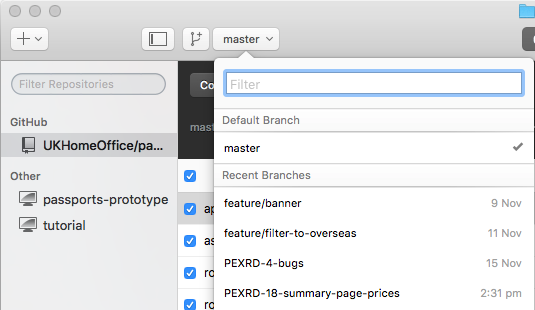 master
Filter Repositories
Filter
Co
GitHub
Default Branch
mast
UKHomeOffice/pa...
master
Other
Recent Branches
passports-prototype
feature/banner 9 Nov
ap
tutorial
feature/filter-to-overseas 11 Nov
as
PEXRD-4-bugs 15 Nov
ro
PEXRD-18-summary-page-prices 2:31 pm
ro